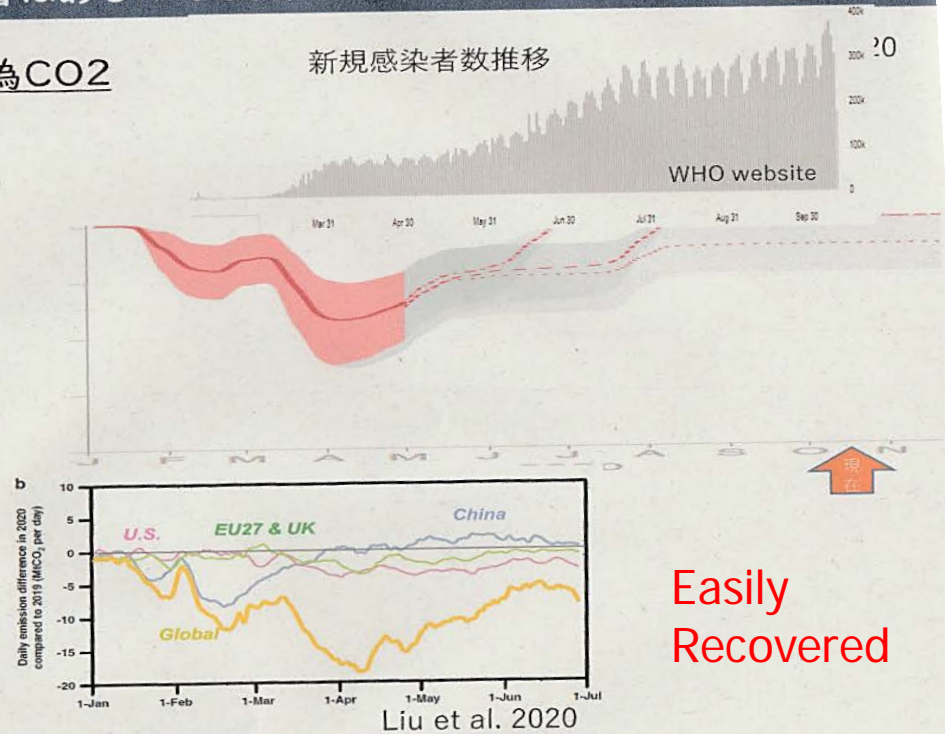 為CO2
新規感染者数推移
20
400k
300k
200k
100k
0
WHO website
Mar 31 Apr 30 May 31 Jun 30 Jul 31 Aug 31 Sep 30
J F M A M J J A S O N
現在
b
Daily emission difference in 2020
compared to 2019 (MtCO₂ per day)
10
5
0
-5
-10
-15
-20
U.S.
EU27 & UK
China
Global
1-Jan 1-Feb 1-Mar 1-Apr 1-May 1-Jun 1-Jul
Liu et al. 2020
Easily
Recovered